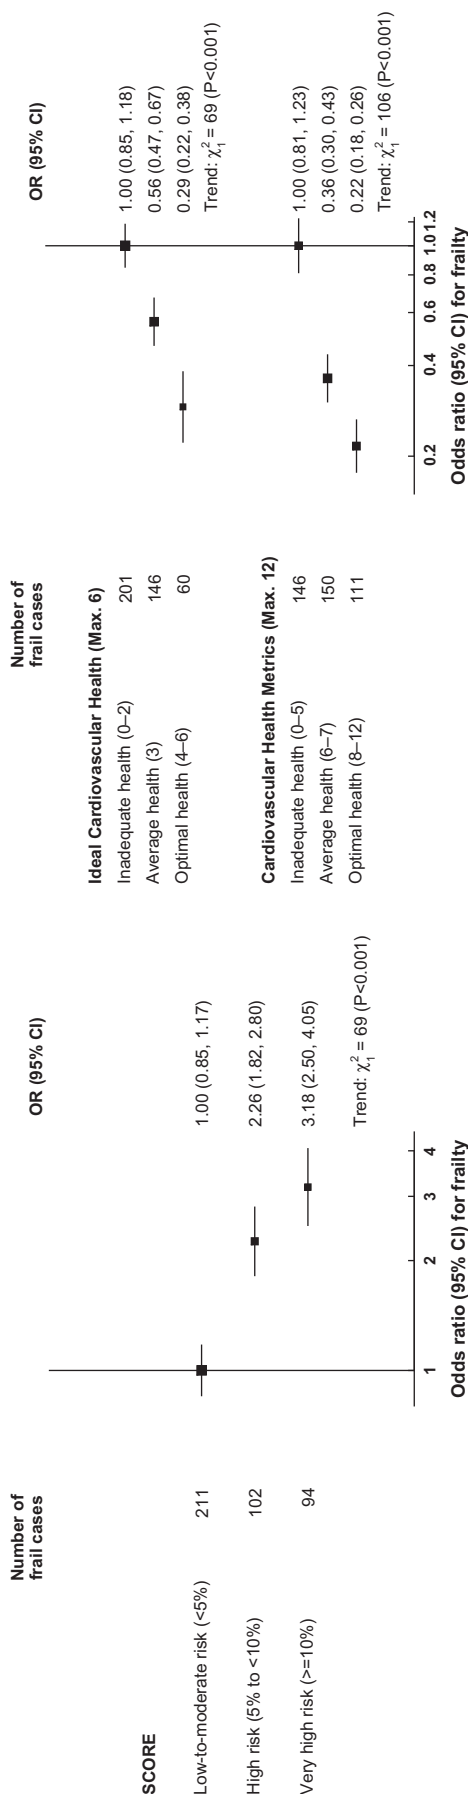 Number of
frail cases
OR (95% CI)
SCORE
Low-to-moderate risk (<5%) 211 1.00 (0.85, 1.17)
High risk (5% to <10%) 102 2.26 (1.82, 2.80)
Very high risk (>=10%) 94 3.18 (2.50, 4.05)
Trend: χ₁² = 69 (P<0.001)
1 2 3 4
Odds ratio (95% CI) for frailty
Number of
frail cases
OR (95% CI)
Ideal Cardiovascular Health (Max. 6)
Inadequate health (0–2) 201 1.00 (0.85, 1.18)
Average health (3) 146 0.56 (0.47, 0.67)
Optimal health (4–6) 60 0.29 (0.22, 0.38)
Trend: χ₁² = 69 (P<0.001)
Cardiovascular Health Metrics (Max. 12)
Inadequate health (0–5) 146 1.00 (0.81, 1.23)
Average health (6–7) 150 0.36 (0.30, 0.43)
Optimal health (8–12) 111 0.22 (0.18, 0.26)
Trend: χ₁² = 106 (P<0.001)
0.2 0.4 0.6 0.8 1.0 1.2
Odds ratio (95% CI) for frailty